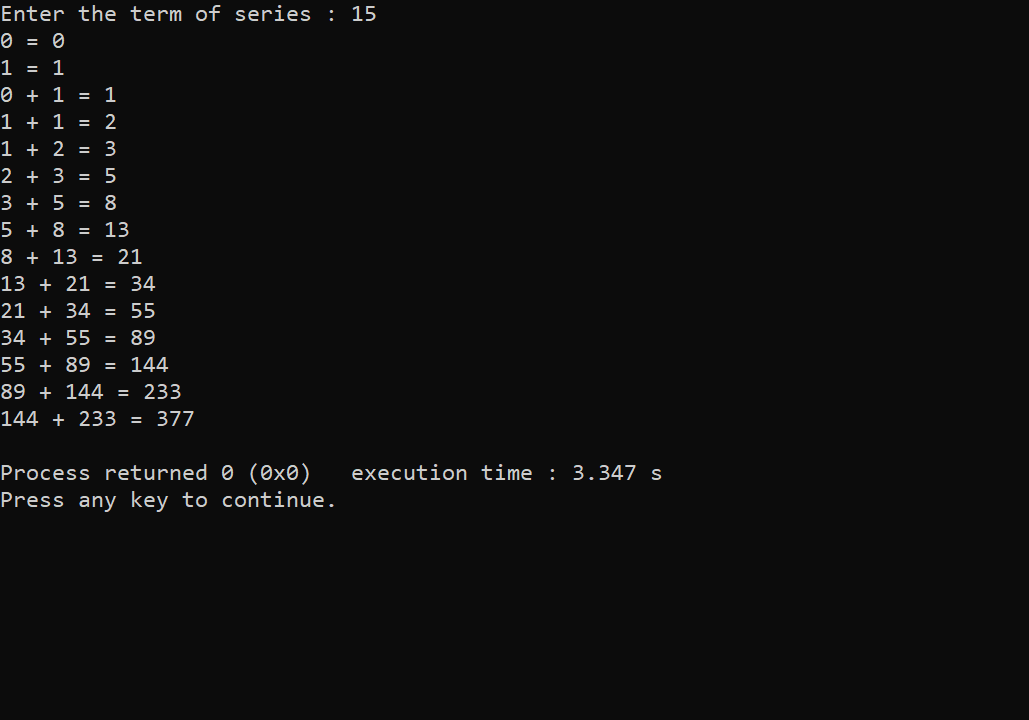 Enter the term of series : 15
0 = 0
1 = 1
0 + 1 = 1
1 + 1 = 2
1 + 2 = 3
2 + 3 = 5
3 + 5 = 8
5 + 8 = 13
8 + 13 = 21
13 + 21 = 34
21 + 34 = 55
34 + 55 = 89
55 + 89 = 144
89 + 144 = 233
144 + 233 = 377
Process returned 0 (0x0)   execution time : 3.347 s
Press any key to continue.